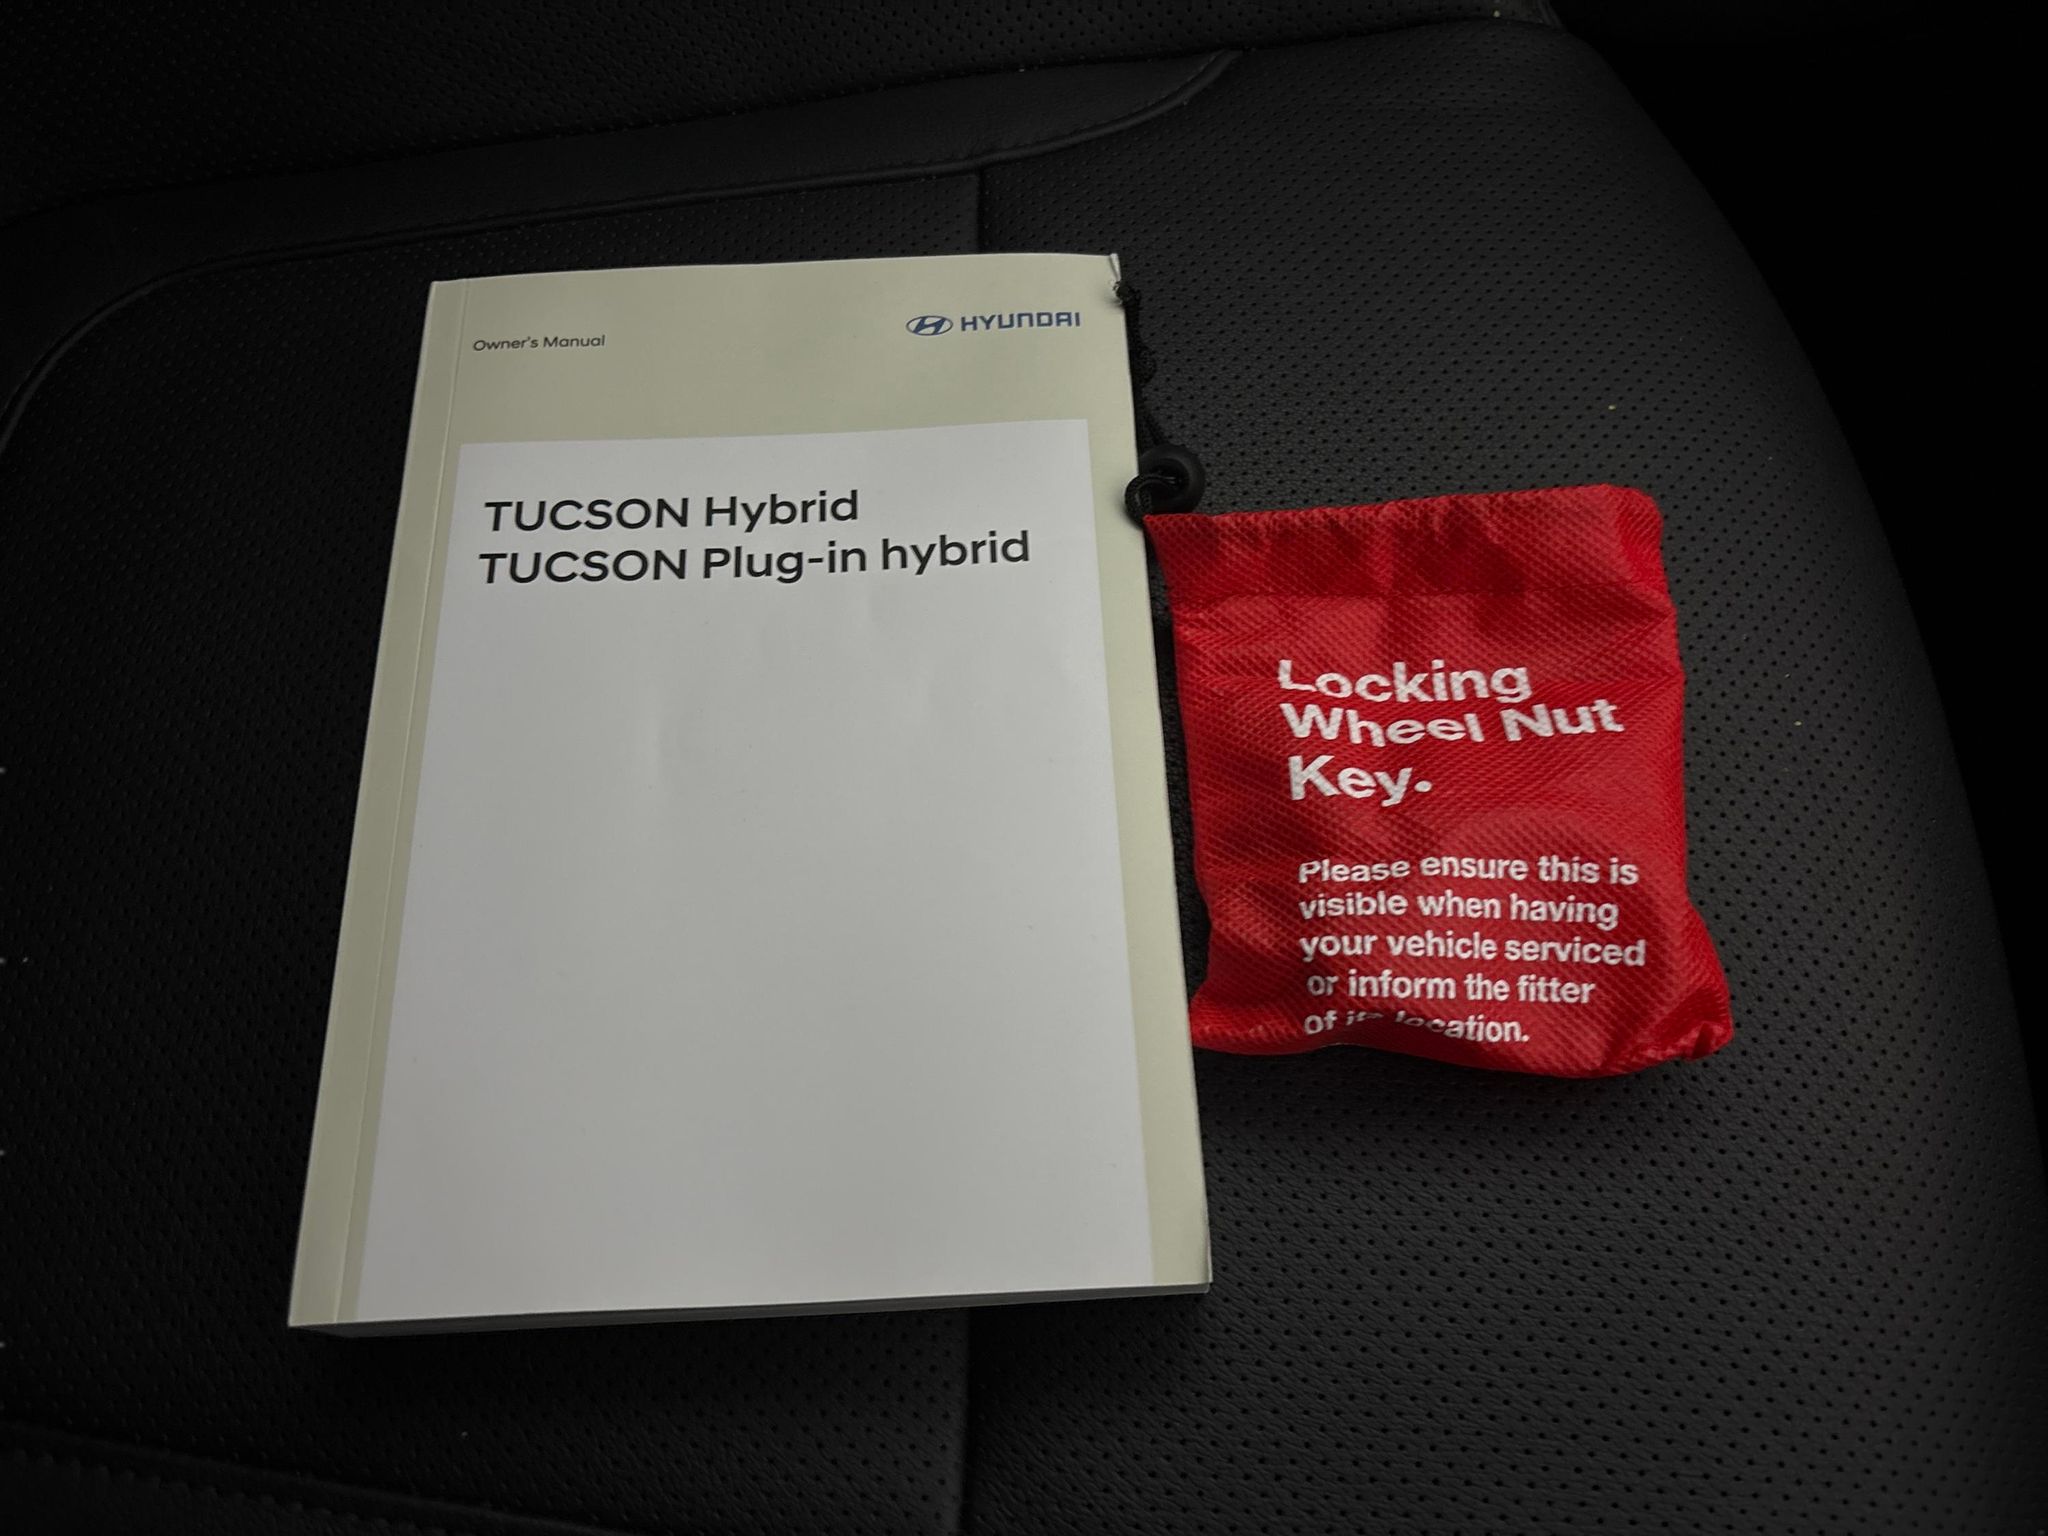 Owner's Manual
HYUNDAI
TUCSON Hybrid
TUCSON Plug-in hybrid
Locking
Wheel Nut
Key.
Please ensure this is
visible when having
your vehicle serviced
or inform the fitter
of its location.